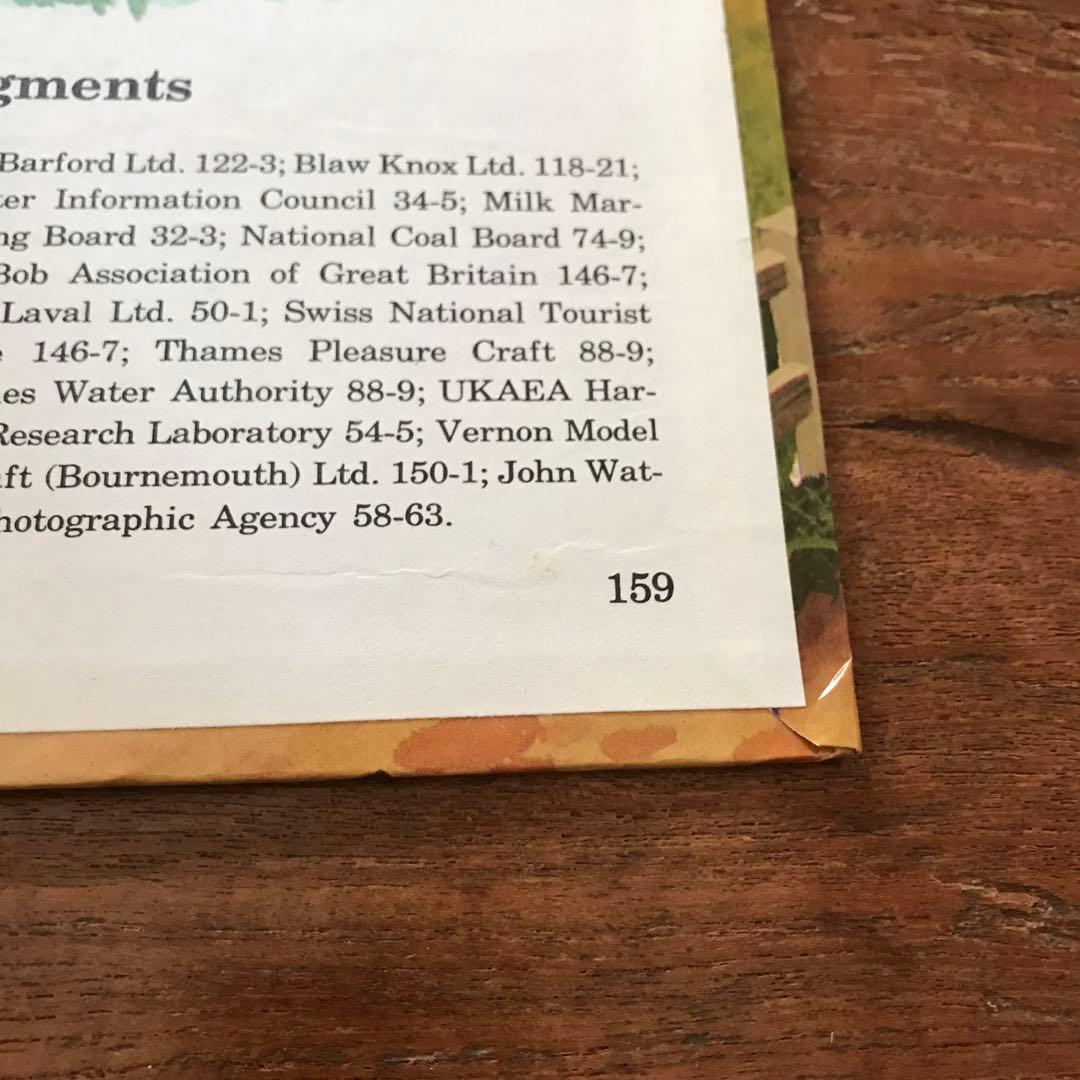 gments
Barford Ltd. 122-3; Blaw Knox Ltd. 118-21;
ter Information Council 34-5; Milk Mar-
ng Board 32-3; National Coal Board 74-9;
Bob Association of Great Britain 146-7;
Laval Ltd. 50-1; Swiss National Tourist
e 146-7; Thames Pleasure Craft 88-9;
es Water Authority 88-9; UKAEA Har-
Research Laboratory 54-5; Vernon Model
ft (Bournemouth) Ltd. 150-1; John Wat-
hotographic Agency 58-63.
159